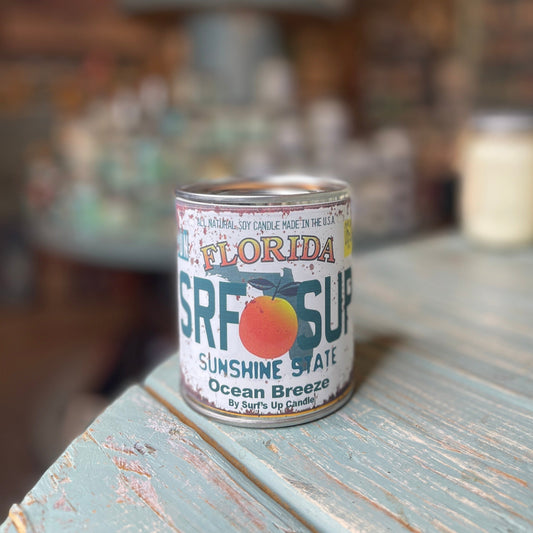 ALL NATURAL SOY CANDLE MADE IN THE U.S.A
FLORIDA
SRF SUP
SUNSHINE STATE
Ocean Breeze
By Surf's Up Candle